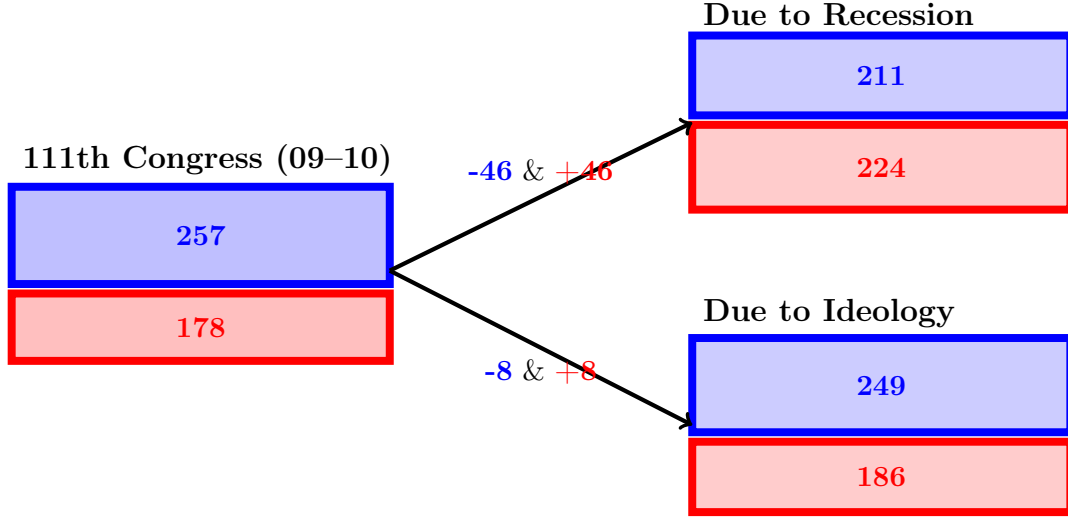 Due to Recession
211
224
111th Congress (09–10)
257
178
-46 & +46
-8 & +8
Due to Ideology
249
186